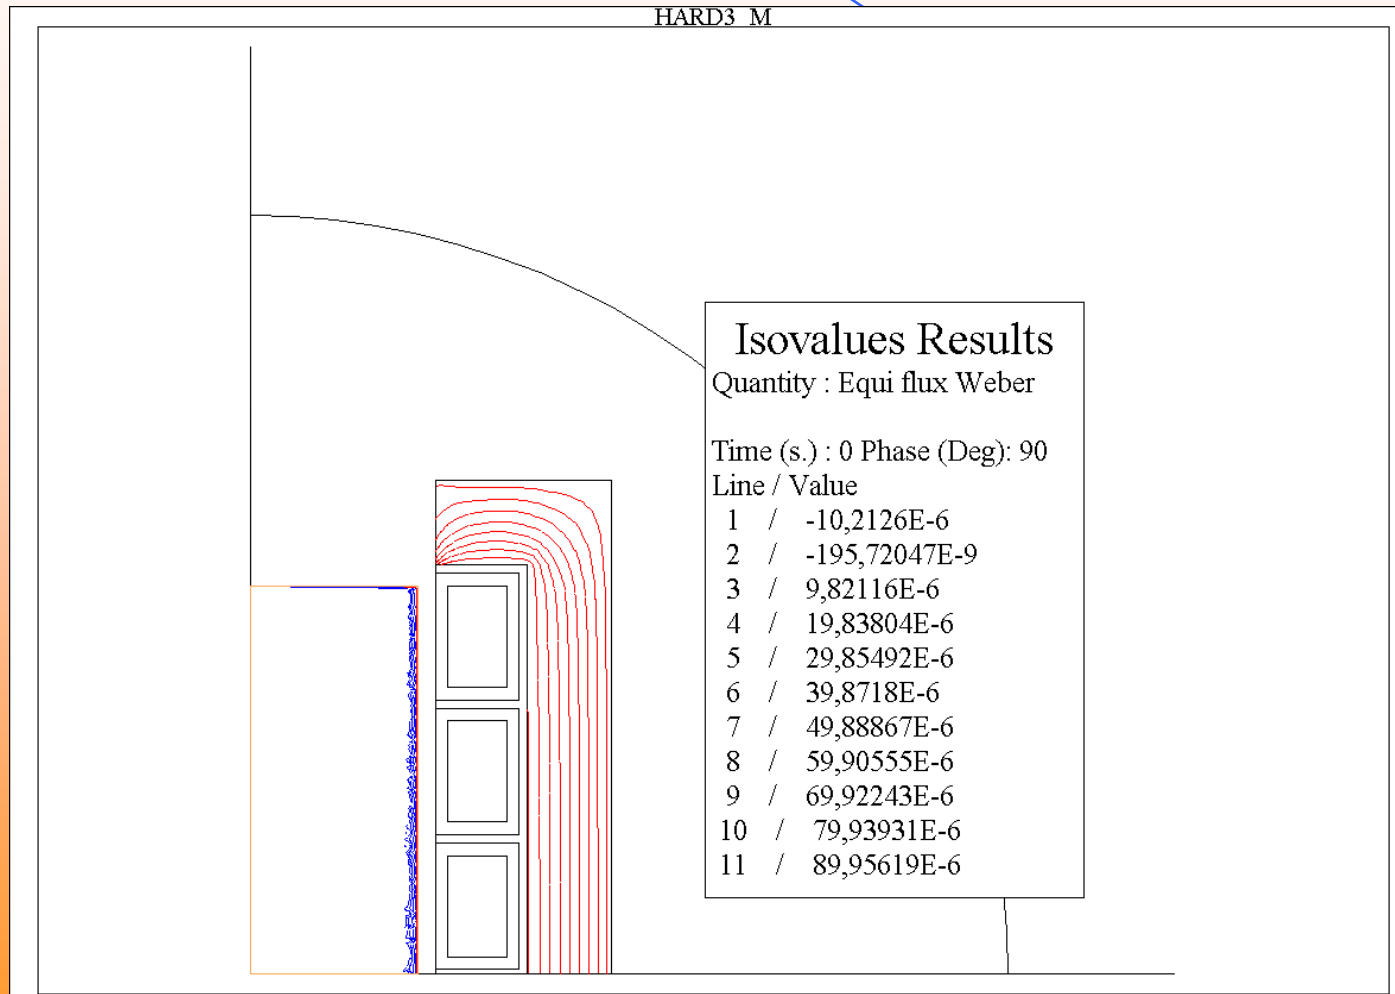 HARD3 M
Isovalues Results
Quantity : Equi flux Weber
Time (s.) : 0 Phase (Deg): 90
Line / Value
1 / -10,2126E-6
2 / -195,72047E-9
3 / 9,82116E-6
4 / 19,83804E-6
5 / 29,85492E-6
6 / 39,8718E-6
7 / 49,88867E-6
8 / 59,90555E-6
9 / 69,92243E-6
10 / 79,93931E-6
11 / 89,95619E-6